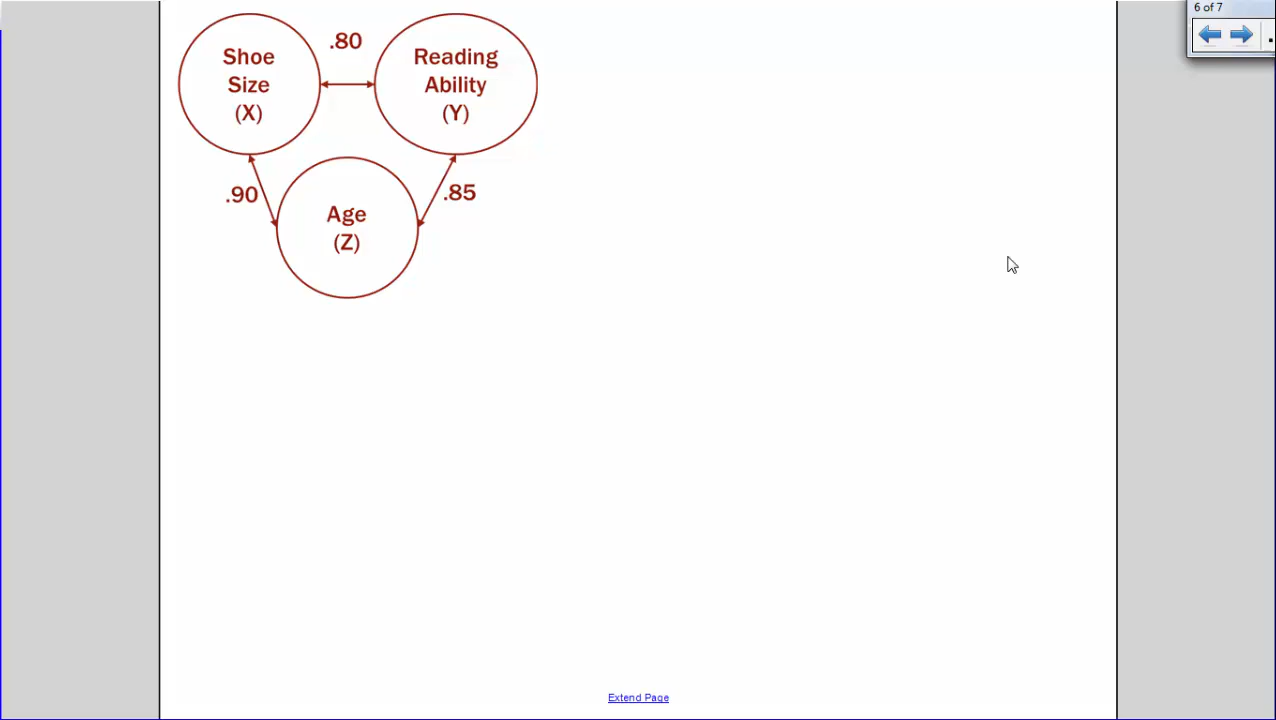 6 of 7
.80
Shoe
Size
(X)
Reading
Ability
(Y)
.90
.85
Age
(Z)
Extend Page